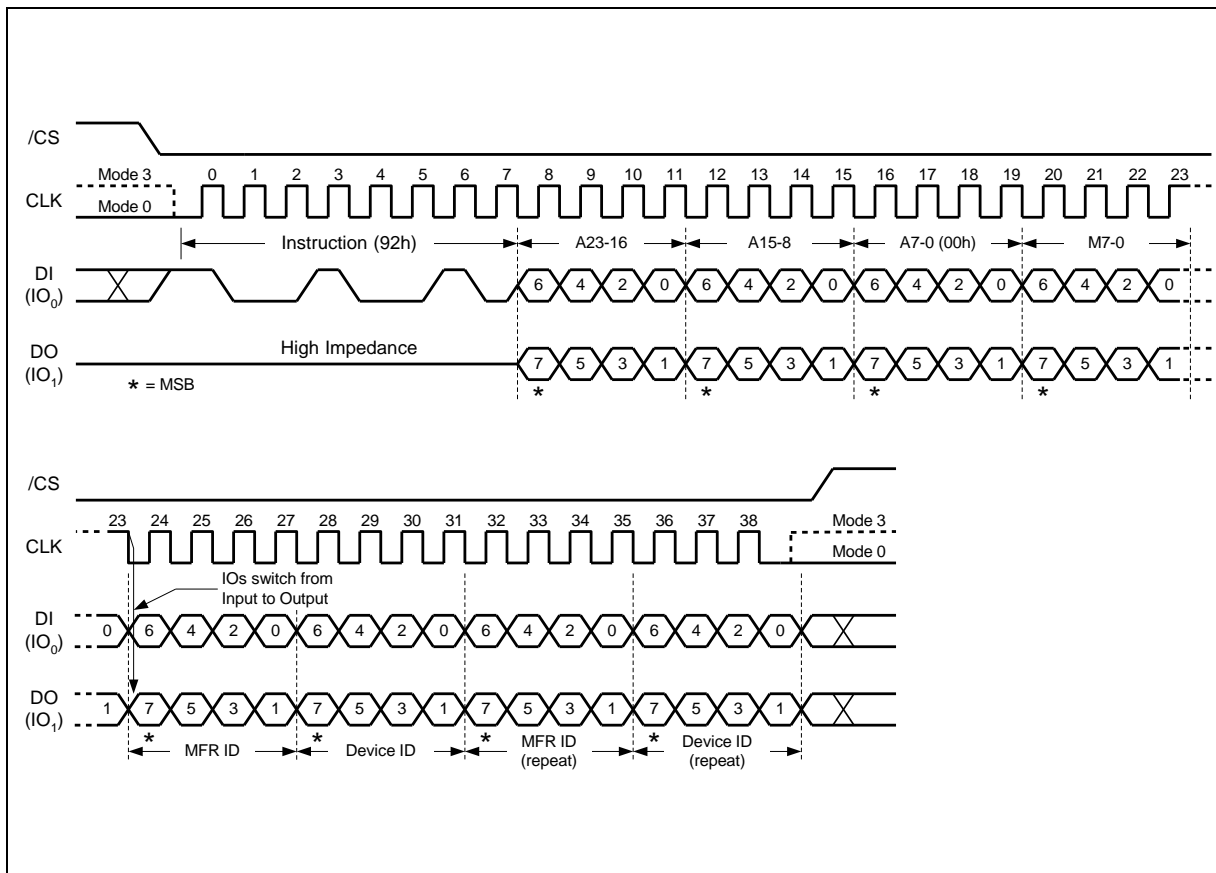 /CS
Mode 3
0 1 2 3 4 5 6 7 8 9 10 11 12 13 14 15 16 17 18 19 20 21 22 23
CLK
Mode 0
Instruction (92h)
A23-16
A15-8
A7-0 (00h)
M7-0
DI
(IO0)
6 4 2 0 6 4 2 0 6 4 2 0 6 4 2 0
High Impedance
DO
(IO1)
7 5 3 1 7 5 3 1 7 5 3 1 7 5 3 1
* = MSB
* * * *
/CS
23 24 25 26 27 28 29 30 31 32 33 34 35 36 37 38
Mode 3
CLK
Mode 0
IOs switch from
Input to Output
DI
(IO0)
0 6 4 2 0 6 4 2 0 6 4 2 0 6 4 2 0
DO
(IO1)
1 7 5 3 1 7 5 3 1 7 5 3 1 7 5 3 1
* * * *
MFR ID
Device ID
MFR ID
(repeat)
Device ID
(repeat)